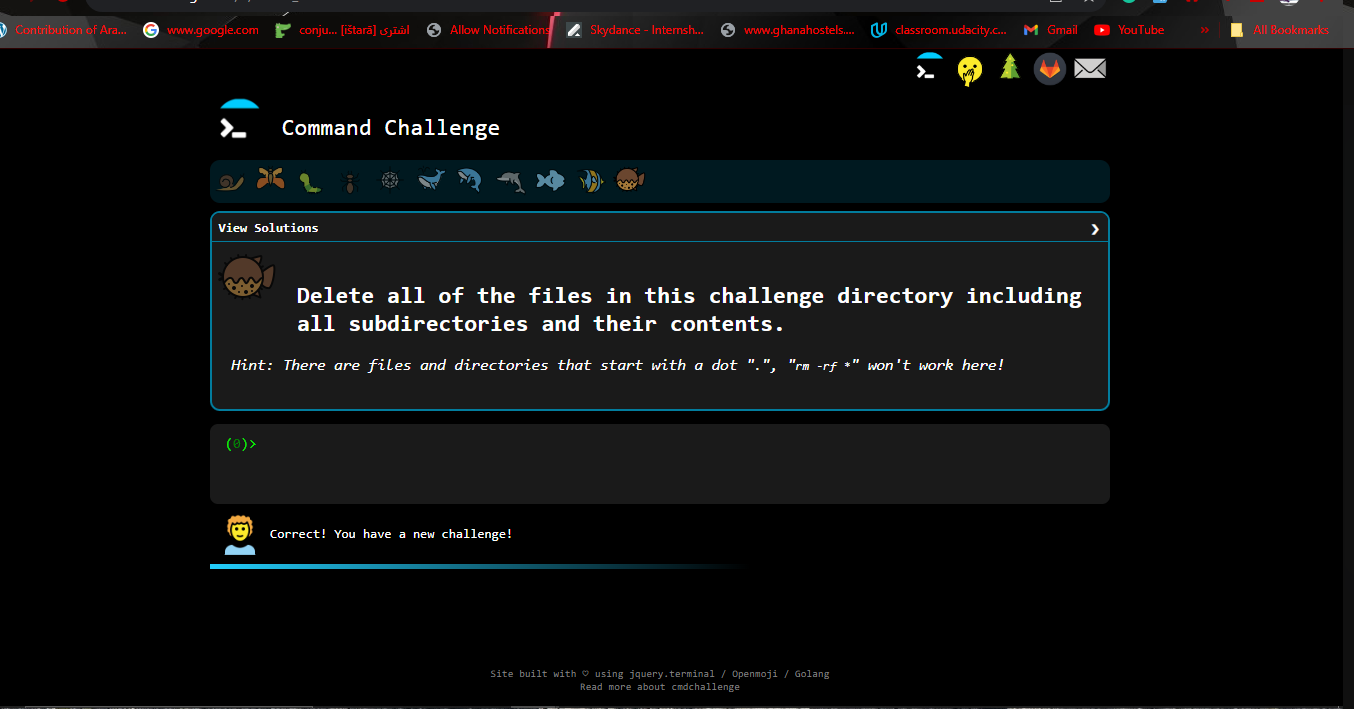 Contribution of Ara...
www.google.com
conju... [ištarā] اشترى
Allow Notifications
Skydance - Internsh...
www.ghanahostels....
classroom.udacity.c...
Gmail
YouTube
»
All Bookmarks
Command Challenge
View Solutions
Delete all of the files in this challenge directory including
all subdirectories and their contents.
Hint: There are files and directories that start with a dot ".", "rm -rf *" won't work here!
(0)>
Correct! You have a new challenge!
Site built with ♡ using jquery.terminal / Openmoji / Golang
Read more about cmdchallenge